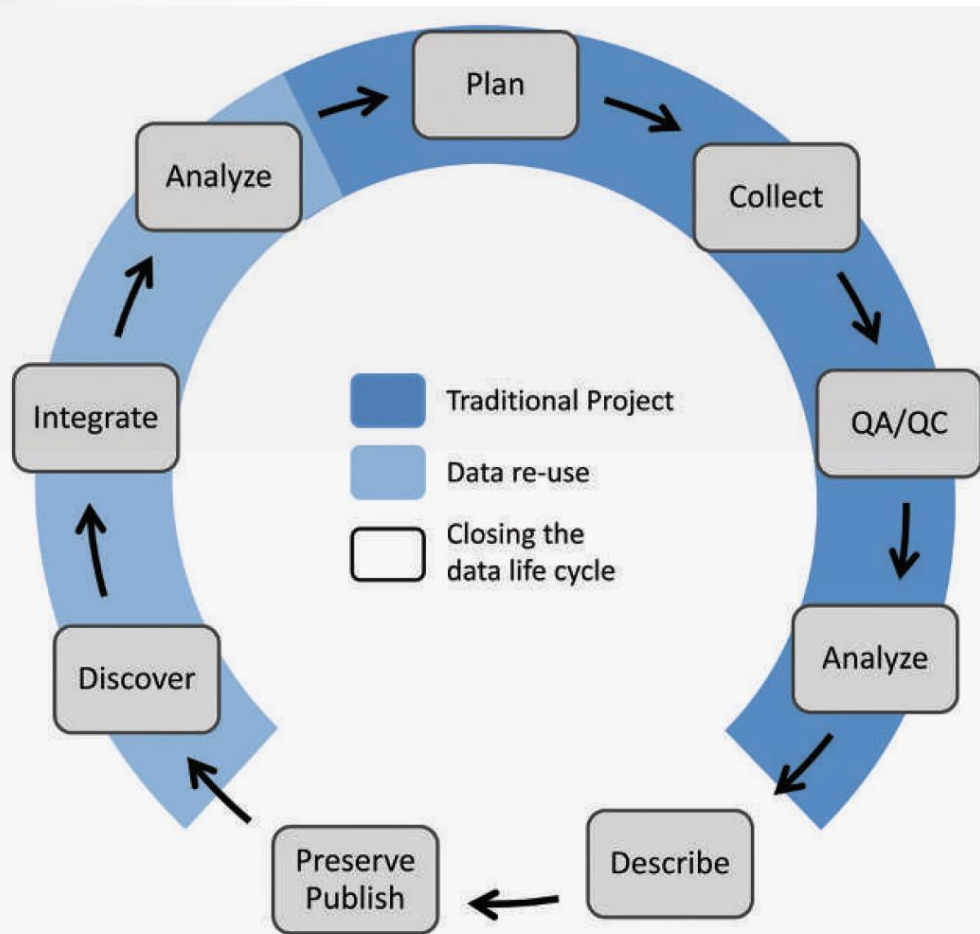 Plan
Collect
QA/QC
Analyze
Describe
Preserve
Publish
Discover
Integrate
Analyze
Traditional Project
Data re-use
Closing the
data life cycle